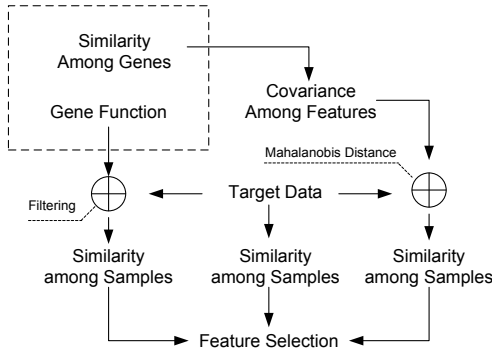 Similarity
Among Genes
Covariance
Among Features
Gene Function
Mahalanobis Distance
Filtering
Target Data
Similarity
among Samples
Similarity
among Samples
Similarity
among Samples
Feature Selection